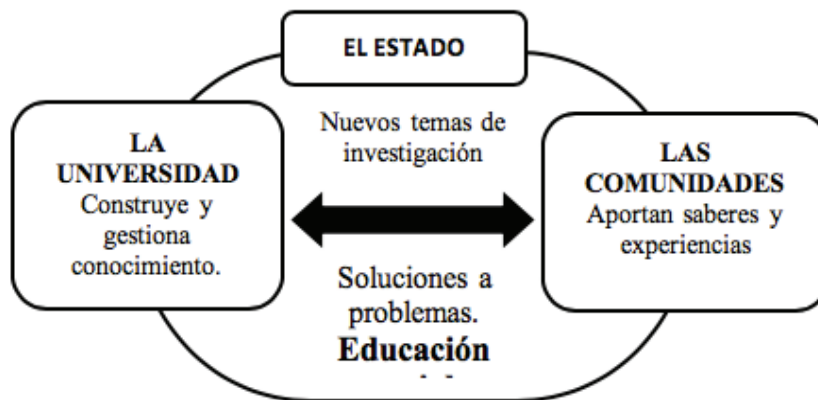 EL ESTADO
LA
UNIVERSIDAD
Construye y
gestiona
conocimiento.
Nuevos temas de
investigación
Soluciones a
problemas.
Educación
LAS
COMUNIDADES
Aportan saberes y
experiencias